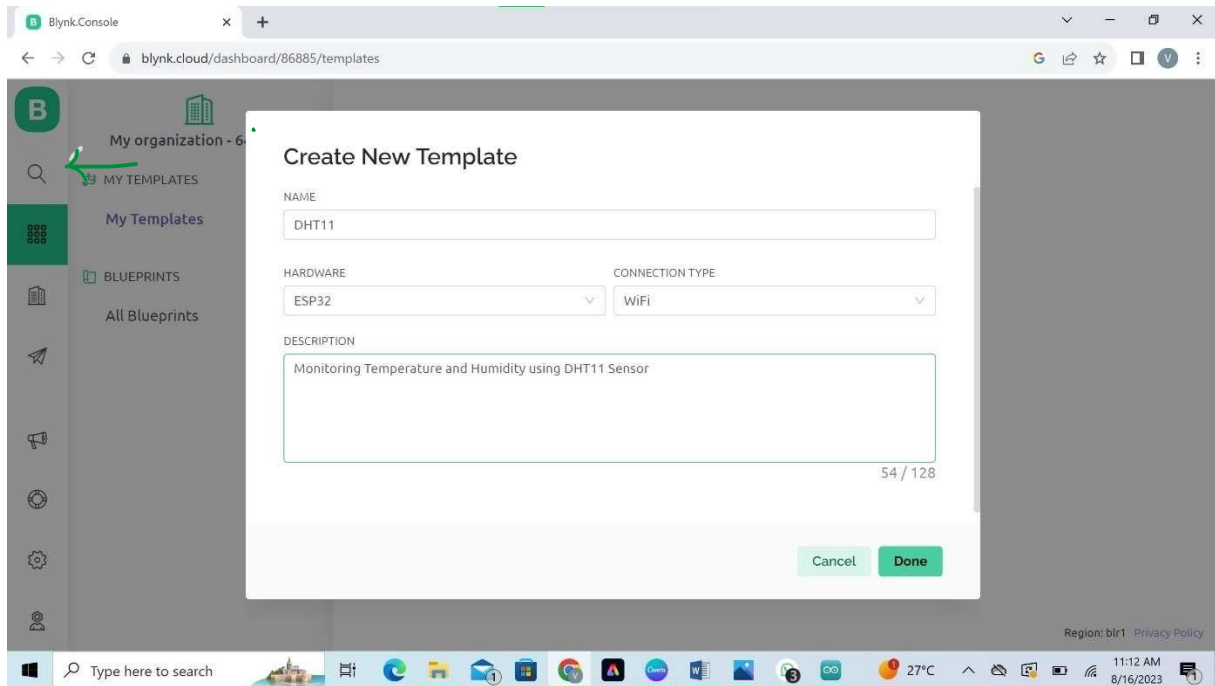 B Blynk.Console
blynk.cloud/dashboard/86885/templates
G
V
B
My organization - 64
MY TEMPLATES
My Templates
BLUEPRINTS
All Blueprints
Create New Template
NAME
DHT11
HARDWARE CONNECTION TYPE
ESP32 WiFi
DESCRIPTION
Monitoring Temperature and Humidity using DHT11 Sensor
54 / 128
Cancel Done
Region: blr1 Privacy Policy
Type here to search
27°C
11:12 AM
8/16/2023